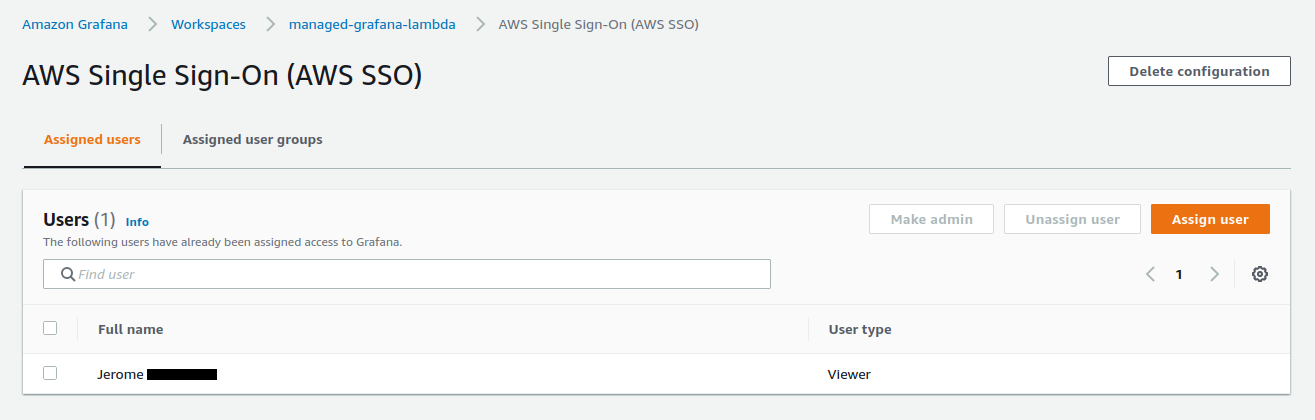 Amazon Grafana > Workspaces > managed-grafana-lambda > AWS Single Sign-On (AWS SSO)
AWS Single Sign-On (AWS SSO)
Delete configuration
Assigned users
Assigned user groups
Users (1) Info
The following users have already been assigned access to Grafana.
Make admin
Unassign user
Assign user
Find user
< 1 >
Full name
User type
Jerome
Viewer